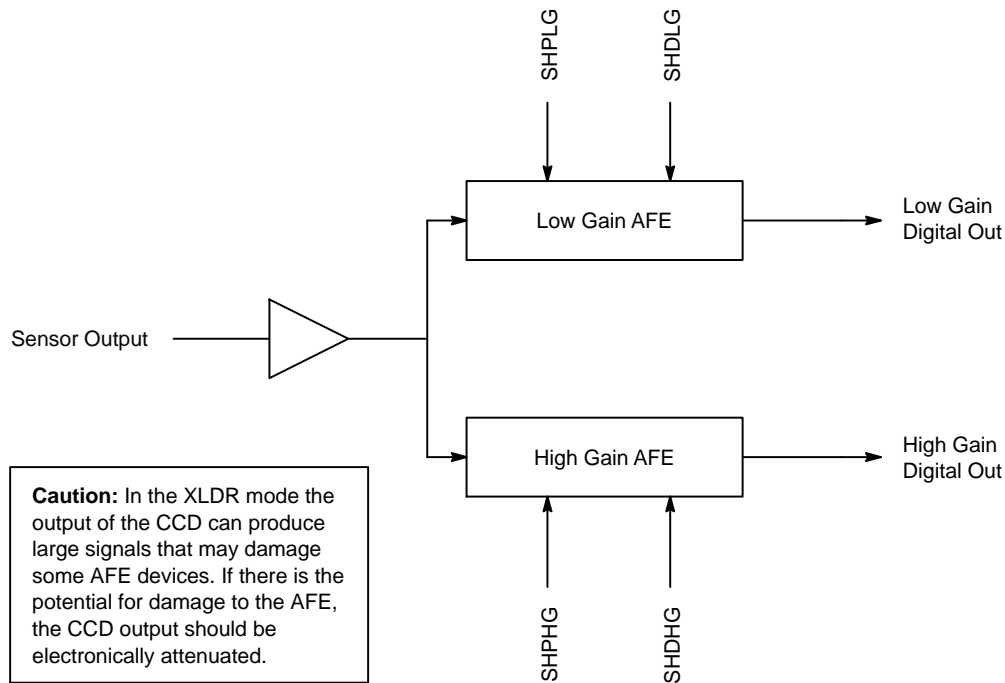 SHPLG
SHDLG
Low Gain AFE
Low Gain
Digital Out
Sensor Output
High Gain AFE
High Gain
Digital Out
Caution: In the XLDR mode the
output of the CCD can produce
large signals that may damage
some AFE devices. If there is the
potential for damage to the AFE,
the CCD output should be
electronically attenuated.
SHPHG
SHDHG